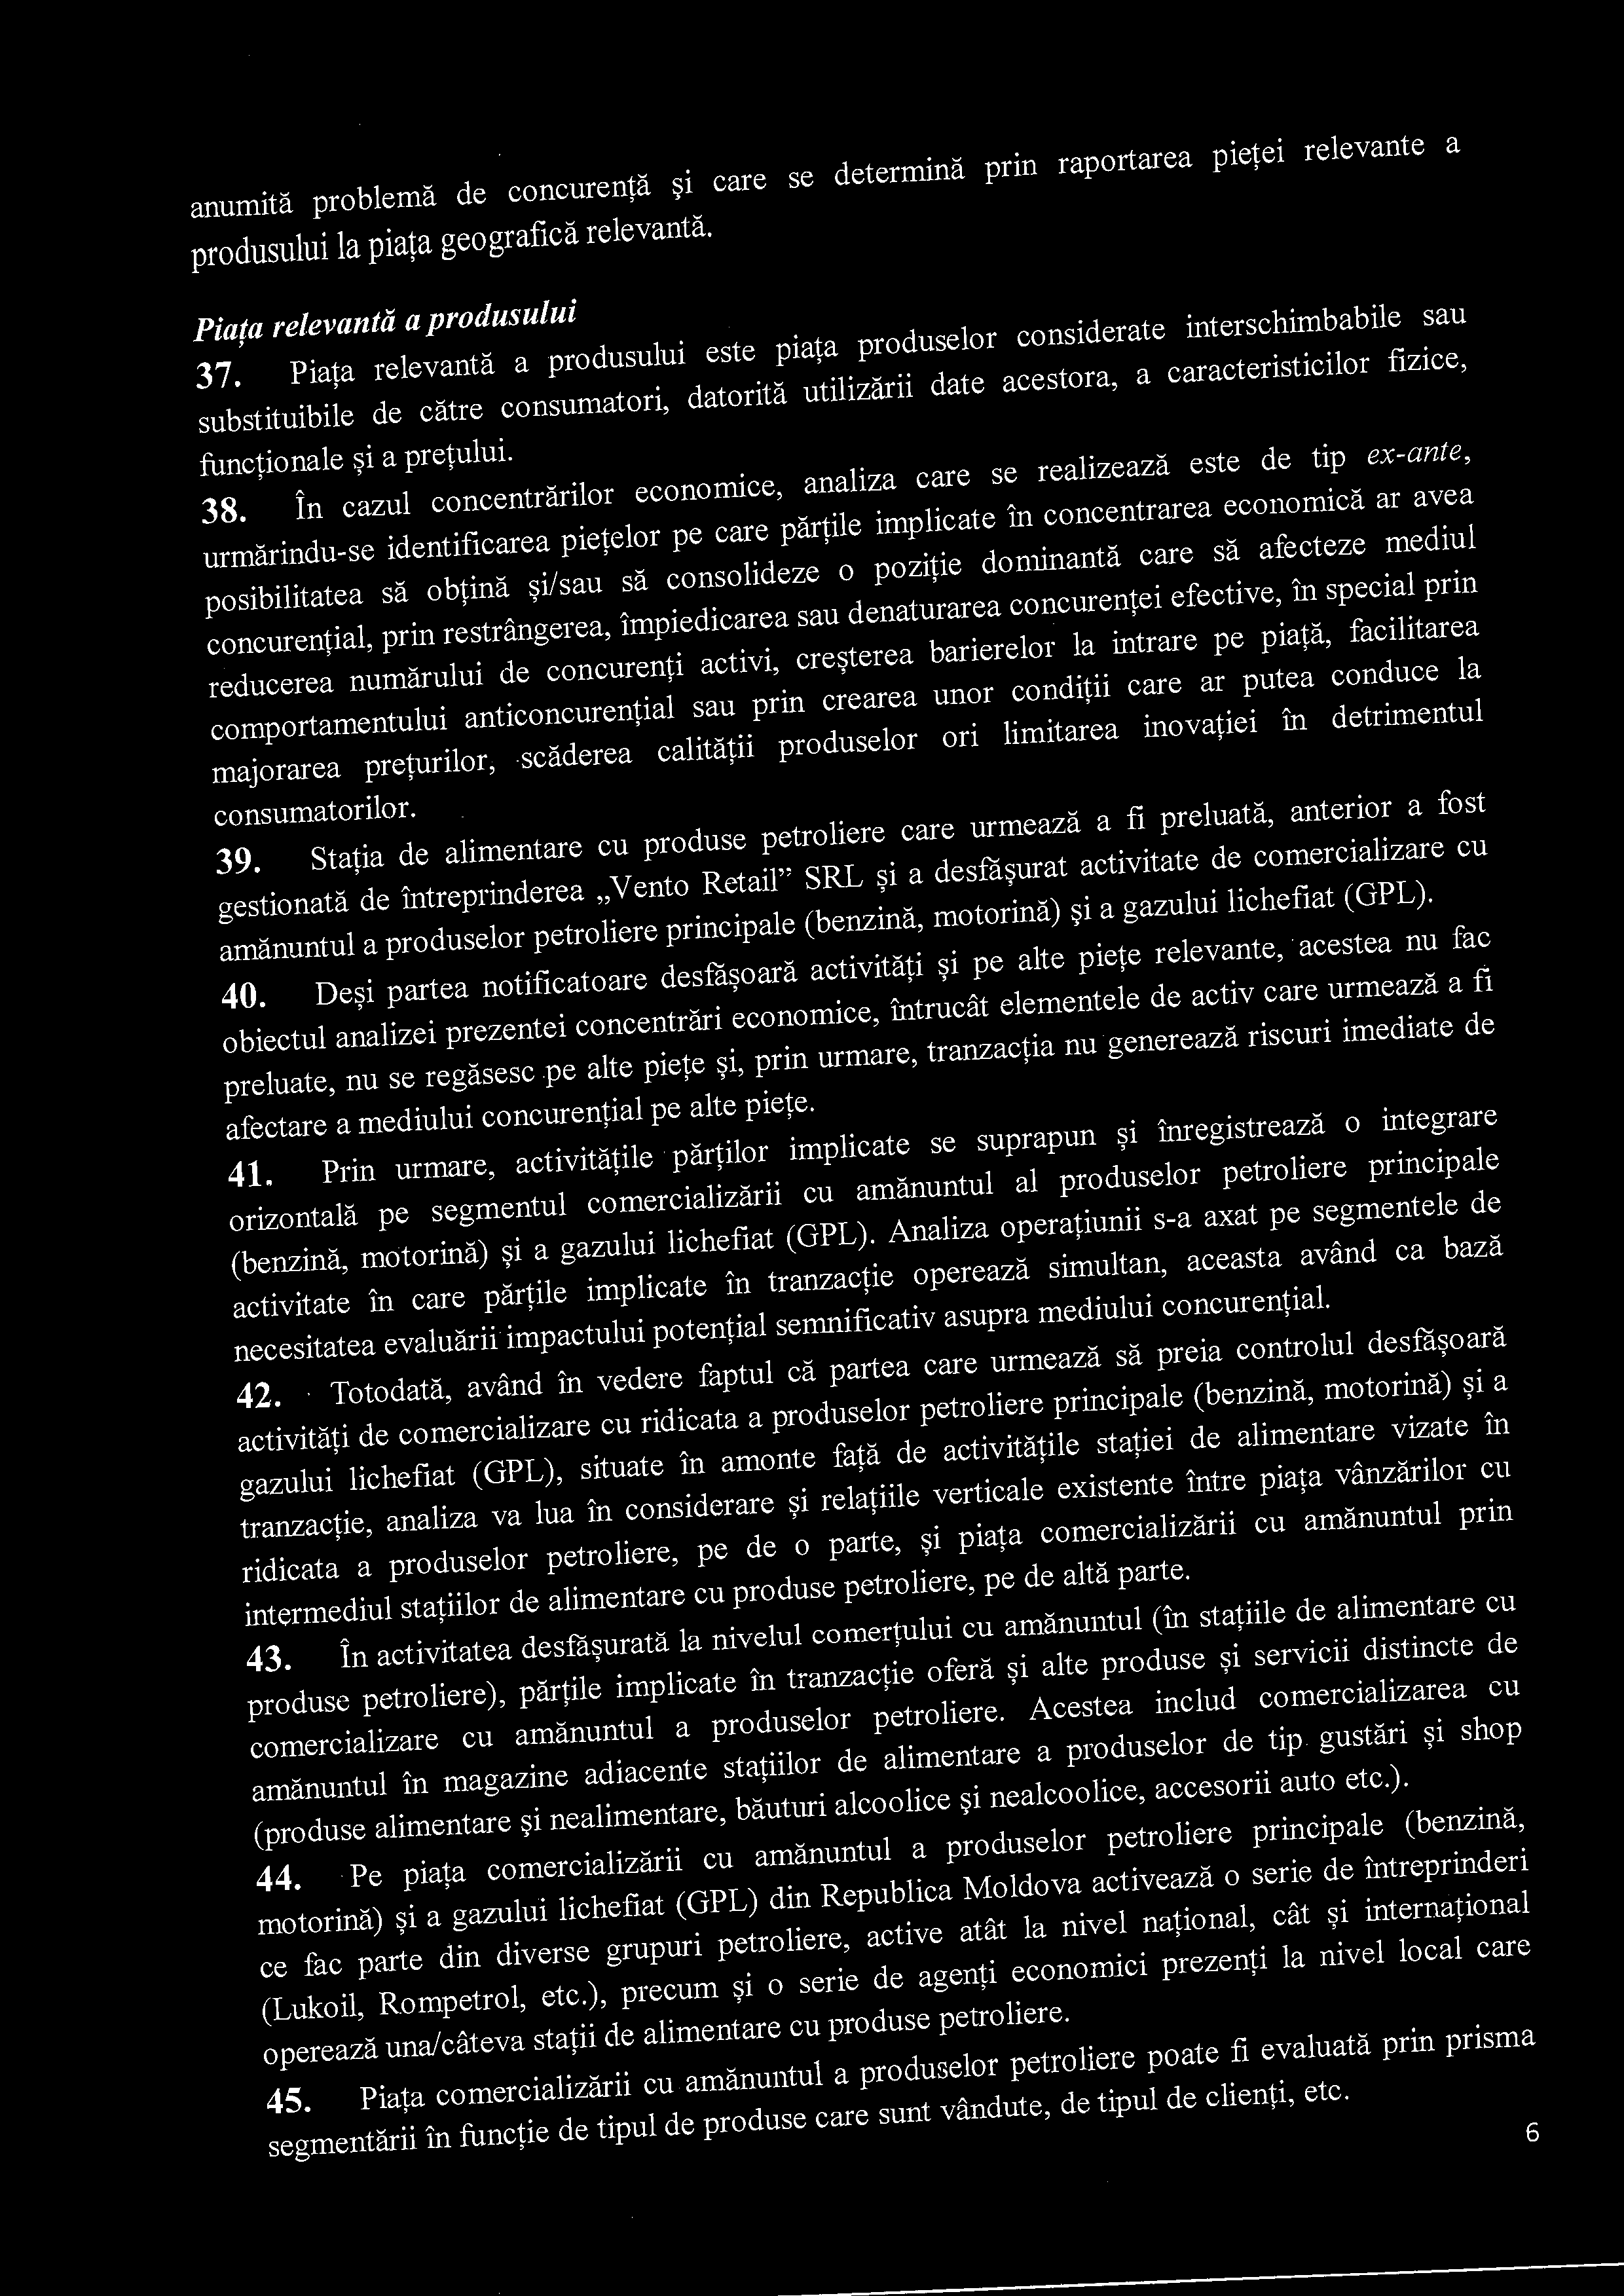 anumită problemă de concurență și care se determină prin raportarea pieței relevante a
produsului la piața geografică relevantă.
Piața relevantă a produsului
37. Piața relevantă a produsului este piața produselor considerate interschimbabile sau
substituibile de către consumatori, datorită utilizării date acestora, a caracteristicilor fizice,
funcționale și a prețului.
38. În cazul concentrărilor economice, analiza care se realizează este de tip ex-ante,
urmărindu-se identificarea piețelor pe care părțile implicate în concentrarea economică ar avea
posibilitatea să obțină și/sau să consolideze o poziție dominantă care să afecteze mediul
concurențial, prin restrângerea, împiedicarea sau denaturarea concurenței efective, în special prin
reducerea numărului de concurenți activi, creșterea barierelor la intrare pe piață, facilitarea
comportamentului anticoncurențial sau prin crearea unor condiții care ar putea conduce la
majorarea prețurilor, scăderea calității produselor ori limitarea inovației în detrimentul
consumatorilor.
39. Stația de alimentare cu produse petroliere care urmează a fi preluată, anterior a fost
gestionată de întreprinderea „Vento Retail” SRL și a desfășurat activitate de comercializare cu
amănuntul a produselor petroliere principale (benzină, motorină) și a gazului lichefiat (GPL).
40. Deși partea notificatoare desfășoară activități și pe alte piețe relevante, acestea nu fac
obiectul analizei prezentei concentrări economice, întrucât elementele de activ care urmează a fi
preluate, nu se regăsesc pe alte piețe și, prin urmare, tranzacția nu generează riscuri imediate de
afectare a mediului concurențial pe alte piețe.
41. Prin urmare, activitățile părților implicate se suprapun și înregistrează o integrare
orizontală pe segmentul comercializării cu amănuntul al produselor petroliere principale
(benzină, motorină) și a gazului lichefiat (GPL). Analiza operațiunii s-a axat pe segmentele de
activitate în care părțile implicate în tranzacție operează simultan, aceasta având ca bază
necesitatea evaluării impactului potențial semnificativ asupra mediului concurențial.
42. Totodată, având în vedere faptul că partea care urmează să preia controlul desfășoară
activități de comercializare cu ridicata a produselor petroliere principale (benzină, motorină) și a
gazului lichefiat (GPL), situate în amonte față de activitățile stației de alimentare vizate în
tranzacție, analiza va lua în considerare și relațiile verticale existente între piața vânzărilor cu
ridicata a produselor petroliere, pe de o parte, și piața comercializării cu amănuntul prin
intermediul stațiilor de alimentare cu produse petroliere, pe de altă parte.
43. În activitatea desfășurată la nivelul comerțului cu amănuntul (în stațiile de alimentare cu
produse petroliere), părțile implicate în tranzacție oferă și alte produse și servicii distincte de
comercializare cu amănuntul a produselor petroliere. Acestea includ comercializarea cu
amănuntul în magazine adiacente stațiilor de alimentare a produselor de tip gustări și shop
(produse alimentare și nealimentare, băuturi alcoolice și nealcoolice, accesorii auto etc.).
44. Pe piața comercializării cu amănuntul a produselor petroliere principale (benzină,
motorină) și a gazului lichefiat (GPL) din Republica Moldova activează o serie de întreprinderi
ce fac parte din diverse grupuri petroliere, active atât la nivel național, cât și internațional
(Lukoil, Rompetrol, etc.), precum și o serie de agenți economici prezenți la nivel local care
operează una/câteva stații de alimentare cu produse petroliere.
45. Piața comercializării cu amănuntul a produselor petroliere poate fi evaluată prin prisma
segmentării în funcție de tipul de produse care sunt vândute, de tipul de clienți, etc.
6